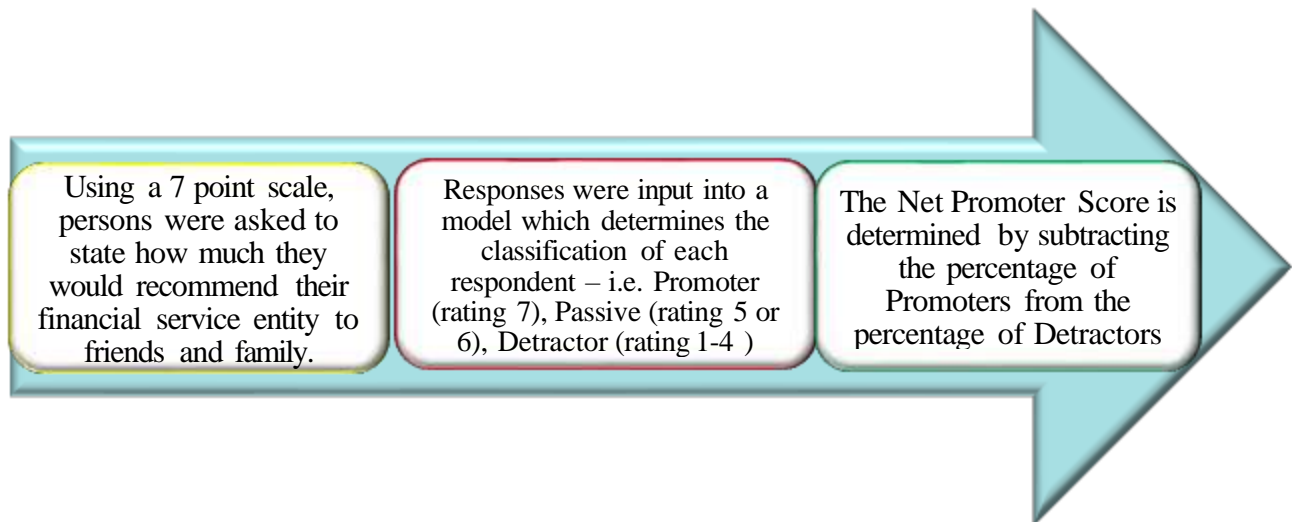 Using a 7 point scale,
persons were asked to
state how much they
would recommend their
financial service entity to
friends and family.
Responses were input into a
model which determines the
classification of each
respondent – i.e. Promoter
(rating 7), Passive (rating 5 or
6), Detractor (rating 1-4 )
The Net Promoter Score is
determined by subtracting
the percentage of
Promoters from the
percentage of Detractors